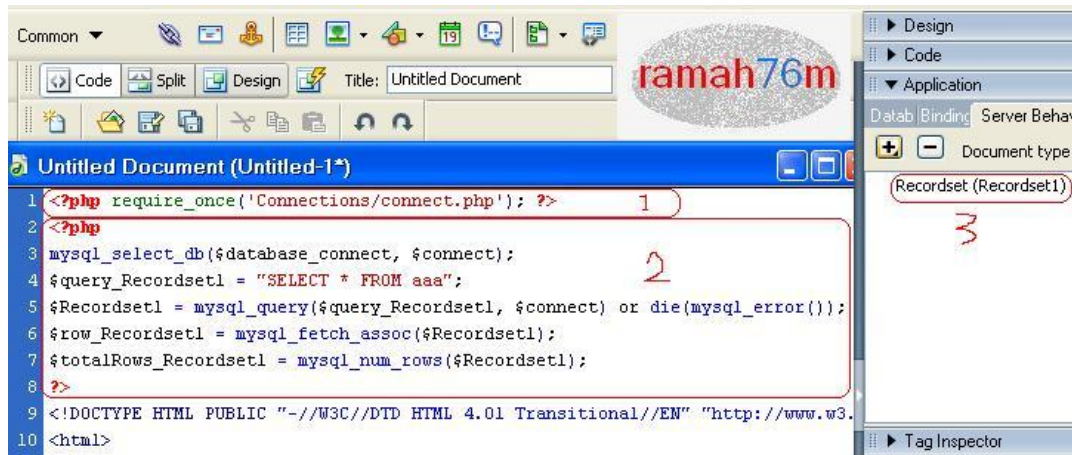 Common
Code Split Design Title: Untitled Document
ramah76m
19
Untitled Document (Untitled-1*)
1 <?php require_once('Connections/connect.php'); ?> 1
2 <?php
3 mysql_select_db($database_connect, $connect);
2
4 $query_Recordset1 = "SELECT * FROM aaa";
5 $Recordset1 = mysql_query($query_Recordset1, $connect) or die(mysql_error());
6 $row_Recordset1 = mysql_fetch_assoc($Recordset1);
7 $totalRows_Recordset1 = mysql_num_rows($Recordset1);
8 ?>
9 <!DOCTYPE HTML PUBLIC "-//W3C//DTD HTML 4.01 Transitional//EN" "http://www.w3.
10 <html>
Design
Code
Application
Datab Binding Server Behav
Document type
Recordset (Recordset1)
3
Tag Inspector